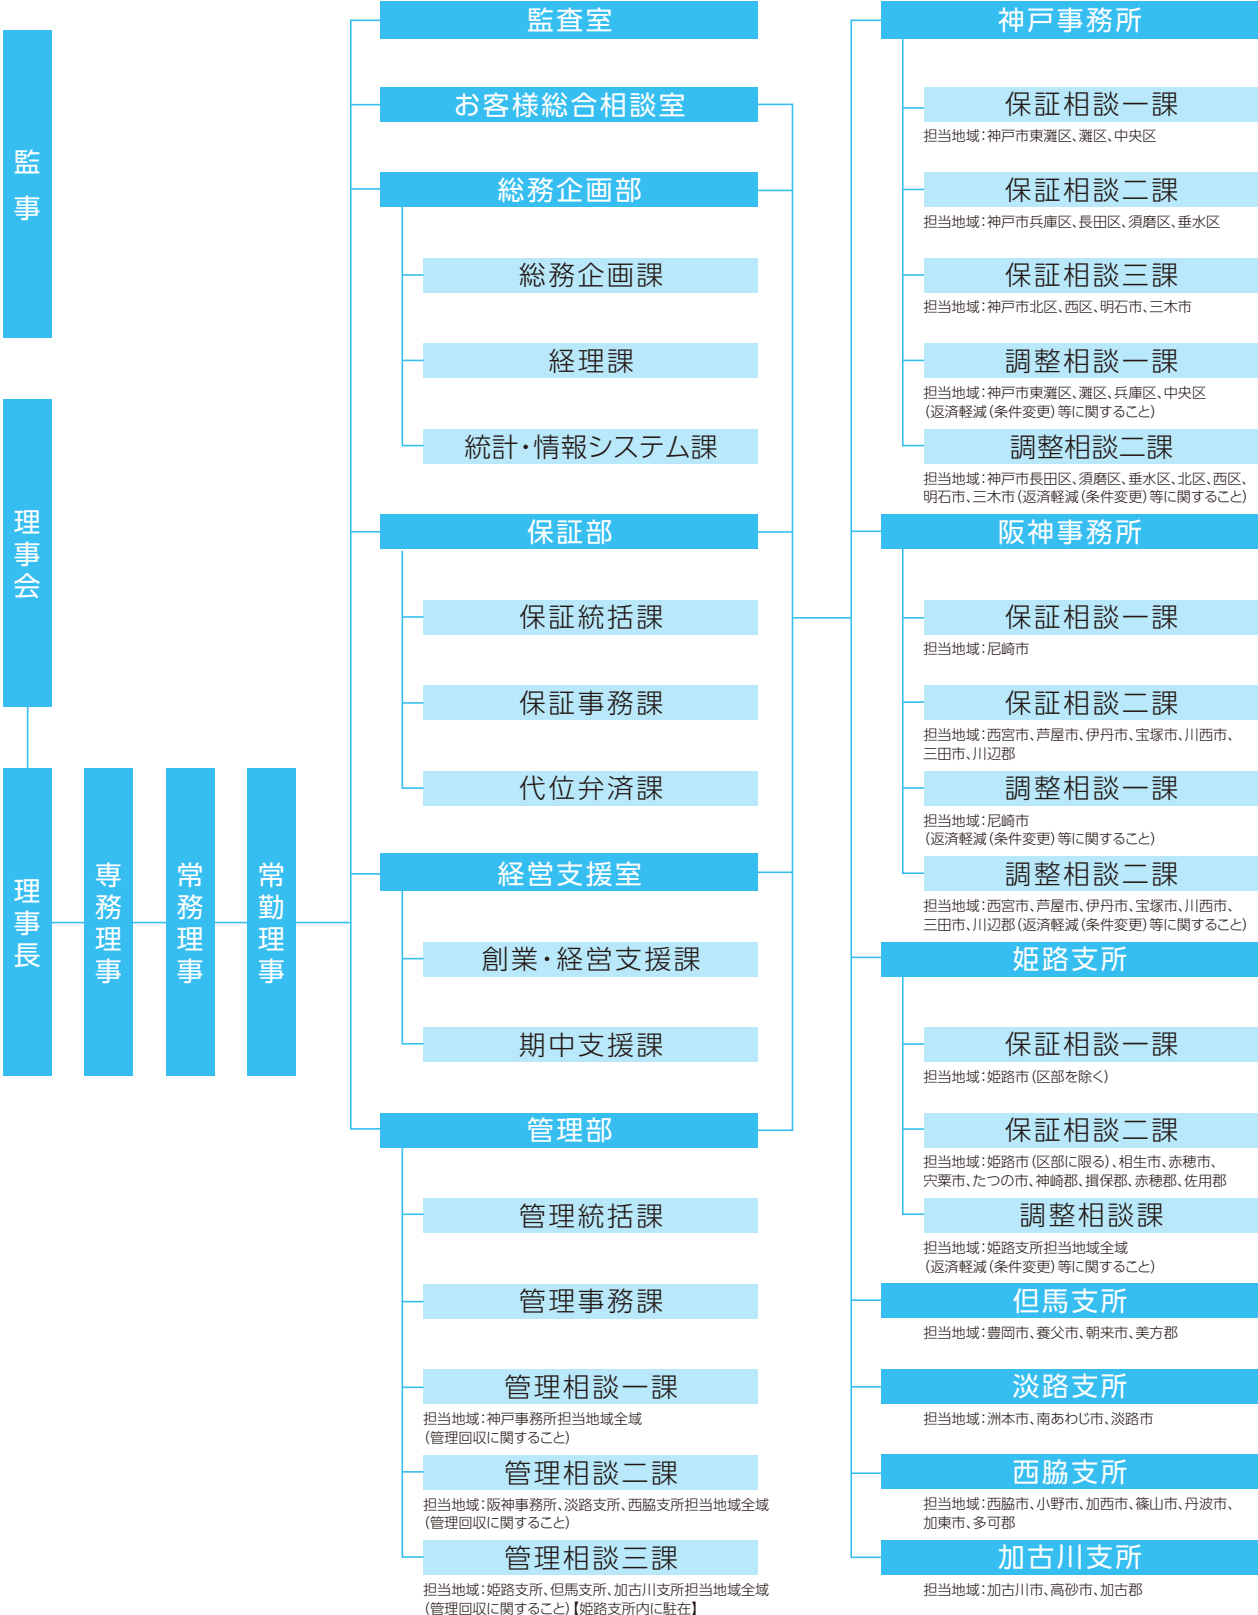 監事
理事会
理事長
専務理事
常務理事
常勤理事
監査室
お客様総合相談室
総務企画部
総務企画課
経理課
統計・情報システム課
保証部
保証統括課
保証事務課
代位弁済課
経営支援室
創業・経営支援課
期中支援課
管理部
管理統括課
管理事務課
管理相談一課
担当地域：神戸事務所担当地域全域
（管理回収に関すること）
管理相談二課
担当地域：阪神事務所、淡路支所、西脇支所担当地域全域
（管理回収に関すること）
管理相談三課
担当地域：姫路支所、但馬支所、加古川支所担当地域全域
（管理回収に関すること）【姫路支所内に駐在】
神戸事務所
保証相談一課
担当地域：神戸市東灘区、灘区、中央区
保証相談二課
担当地域：神戸市兵庫区、長田区、須磨区、垂水区
保証相談三課
担当地域：神戸市北区、西区、明石市、三木市
調整相談一課
担当地域：神戸市東灘区、灘区、兵庫区、中央区
（返済軽減（条件変更）等に関すること）
調整相談二課
担当地域：神戸市長田区、須磨区、垂水区、北区、西区、
明石市、三木市（返済軽減（条件変更）等に関すること）
阪神事務所
保証相談一課
担当地域：尼崎市
保証相談二課
担当地域：西宮市、芦屋市、伊丹市、宝塚市、川西市、
三田市、川辺郡
調整相談一課
担当地域：尼崎市
（返済軽減（条件変更）等に関すること）
調整相談二課
担当地域：西宮市、芦屋市、伊丹市、宝塚市、川西市、
三田市、川辺郡（返済軽減（条件変更）等に関すること）
姫路支所
保証相談一課
担当地域：姫路市（区部を除く）
保証相談二課
担当地域：姫路市（区部に限る）、相生市、赤穂市、
宍粟市、たつの市、神崎郡、揖保郡、赤穂郡、佐用郡
調整相談課
担当地域：姫路支所担当地域全域
（返済軽減（条件変更）等に関すること）
但馬支所
担当地域：豊岡市、養父市、朝来市、美方郡
淡路支所
担当地域：洲本市、南あわじ市、淡路市
西脇支所
担当地域：西脇市、小野市、加西市、篠山市、丹波市、
加東市、多可郡
加古川支所
担当地域：加古川市、高砂市、加古郡